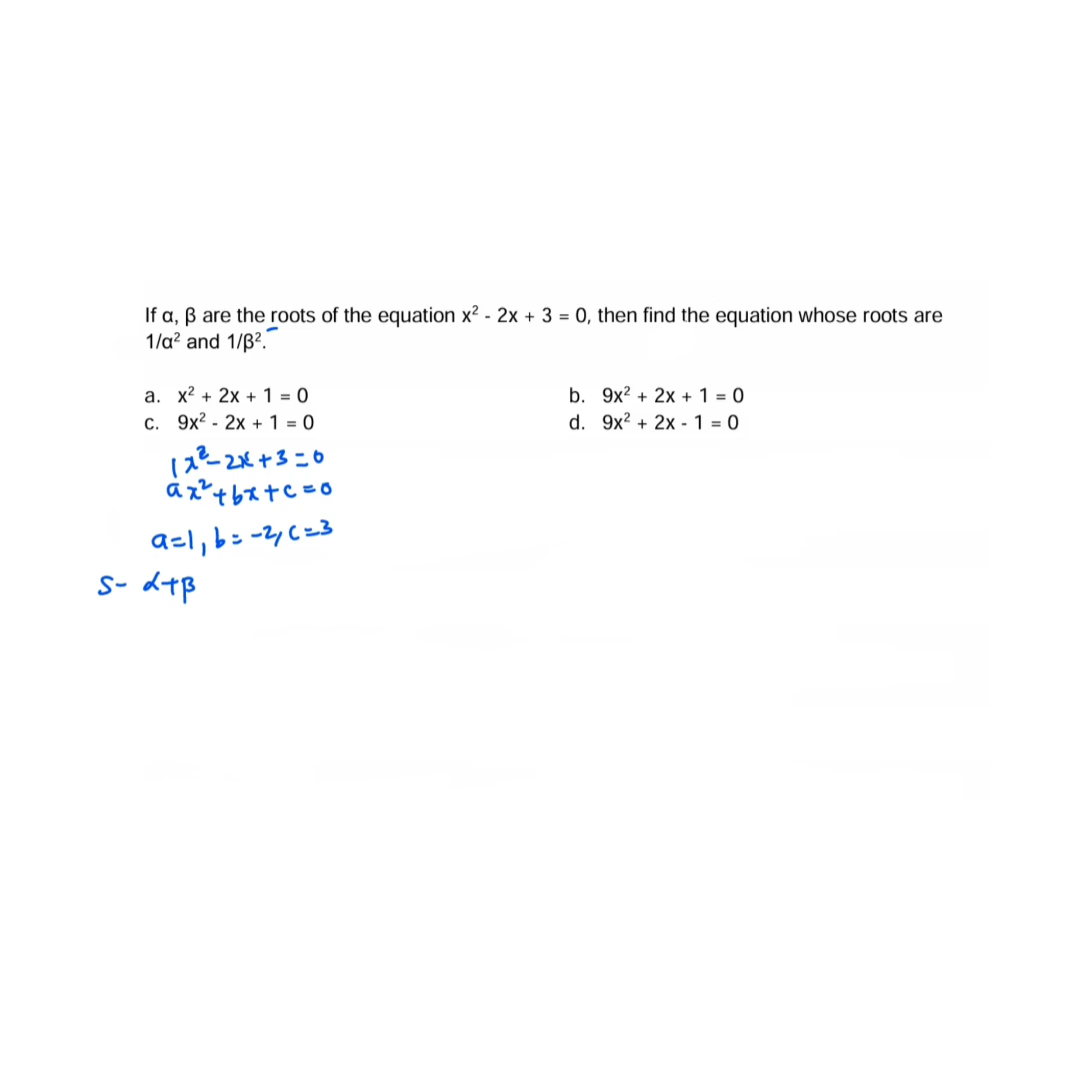 If α, β are the roots of the equation x² - 2x + 3 = 0, then find the equation whose roots are
1/α² and 1/β².
a. x² + 2x + 1 = 0
b. 9x² + 2x + 1 = 0
c. 9x² - 2x + 1 = 0
d. 9x² + 2x - 1 = 0
1x²-2x+3=0
ax²+bx+c=0
a=1, b=-2, c=3
S- α+β